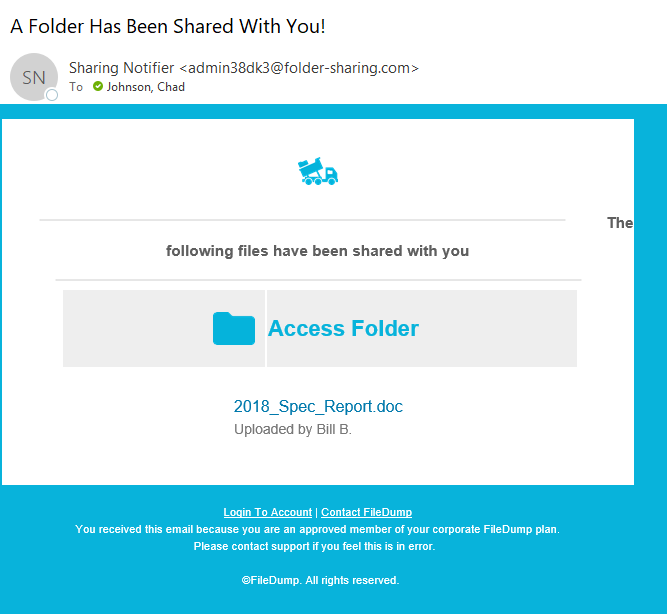 A Folder Has Been Shared With You!
SN
Sharing Notifier <admin38dk3@folder-sharing.com>
To Johnson, Chad
The
following files have been shared with you
Access Folder
2018_Spec_Report.doc
Uploaded by Bill B.
Login To Account | Contact FileDump
You received this email because you are an approved member of your corporate FileDump plan.
Please contact support if you feel this is in error.
©FileDump. All rights reserved.